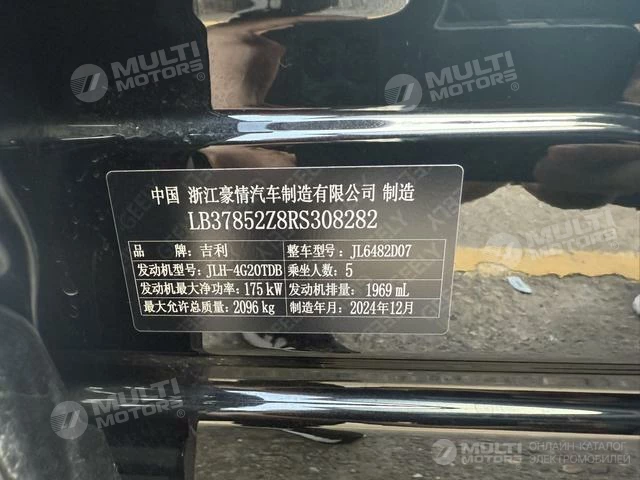 MULTI
MOTORS
MULTI
MOTORS
中国 浙江豪情汽车制造有限公司 制造
LB37852Z8RS308282
品 牌：吉利 整车型号：JL6482D07
发动机型号：JLH-4G20TDB 乘坐人数：5
发动机最大净功率：175 kW 发动机排量：1969 mL
最大允许总质量：2096 kg 制造年月：2024年12月
MULTI
MOTORS
MULTI
MOTORS
ОНЛАЙН-КАТАЛОГ
ЭЛЕКТРОМОБИЛЕЙ